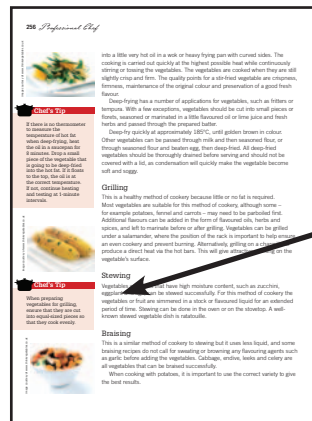 256 Professional Chef
into a little very hot oil in a wok or heavy frying pan with curved sides. The
cooking is carried out quickly at the highest possible heat while continuously
stirring or tossing the vegetables. The vegetables are cooked when they are still
slightly crisp and firm. The quality points for a stir-fried vegetable are crispness,
firmness, maintenance of the original colour and preservation of a good fresh
flavour.
Deep-frying has a number of applications for vegetables, such as fritters or
tempura. With a few exceptions, vegetables should be cut into small pieces or
florets, seasoned or marinated in a little flavoured oil or lime juice and fresh
herbs and passed through the prepared batter.
Deep-fry quickly at approximately 185°C, until golden brown in colour.
Other vegetables can be passed through milk and then seasoned flour, or
through seasoned flour and beaten egg, then deep-fried. All deep-fried
vegetables should be thoroughly drained before serving and should not be
covered with a lid, as condensation will quickly make the vegetable become
soft and soggy.
Chef's Tip
If there is no thermometer
to measure the
temperature of hot fat
when deep-frying, heat
the oil in a saucepan for
8 minutes. Drop a small
piece of the vegetable that
is going to be deep-fried
into the hot fat. If it floats
to the top, the oil is at
the correct temperature.
If not, continue heating
and testing at 1-minute
intervals.
Grilling
This is a healthy method of cookery because little or no fat is required.
Most vegetables are suitable for this method of cookery, although some –
for example potatoes, fennel and carrots – may need to be partboiled first.
Additional flavours can be added in the form of flavoured oils, herbs and
spices, and left to marinate before or after grilling. Vegetables can be grilled
under a salamander, where the position of the rack is important to help ensure
an even cookery and prevent burning. Alternatively, grilling on a
produce a direct heat via the hot bars. This will give on the
vegetable's surface.
Stewing
Vegetables that have high moisture content, such as zucchini,
can be stewed successfully. For this method of cookery the
vegetables or fruit are simmered in a stock or flavoured liquid for an extended
period of time. Stewing can be done in the oven or on the stovetop. A well-
known stewed vegetable dish is ratatouille.
Chef's Tip
When preparing
vegetables for grilling,
ensure that they are cut
into equal-sized pieces so
that they cook evenly.
Braising
This is a similar method of cookery to stewing but it uses less liquid, and some
braising recipes do not call for sweating or browning any flavouring agents such
as garlic before adding the vegetables. Cabbage, endive, leeks and celery are
all vegetables that can be braised successfully.
When cooking with potatoes, it is important to use the correct variety to give
the best results.